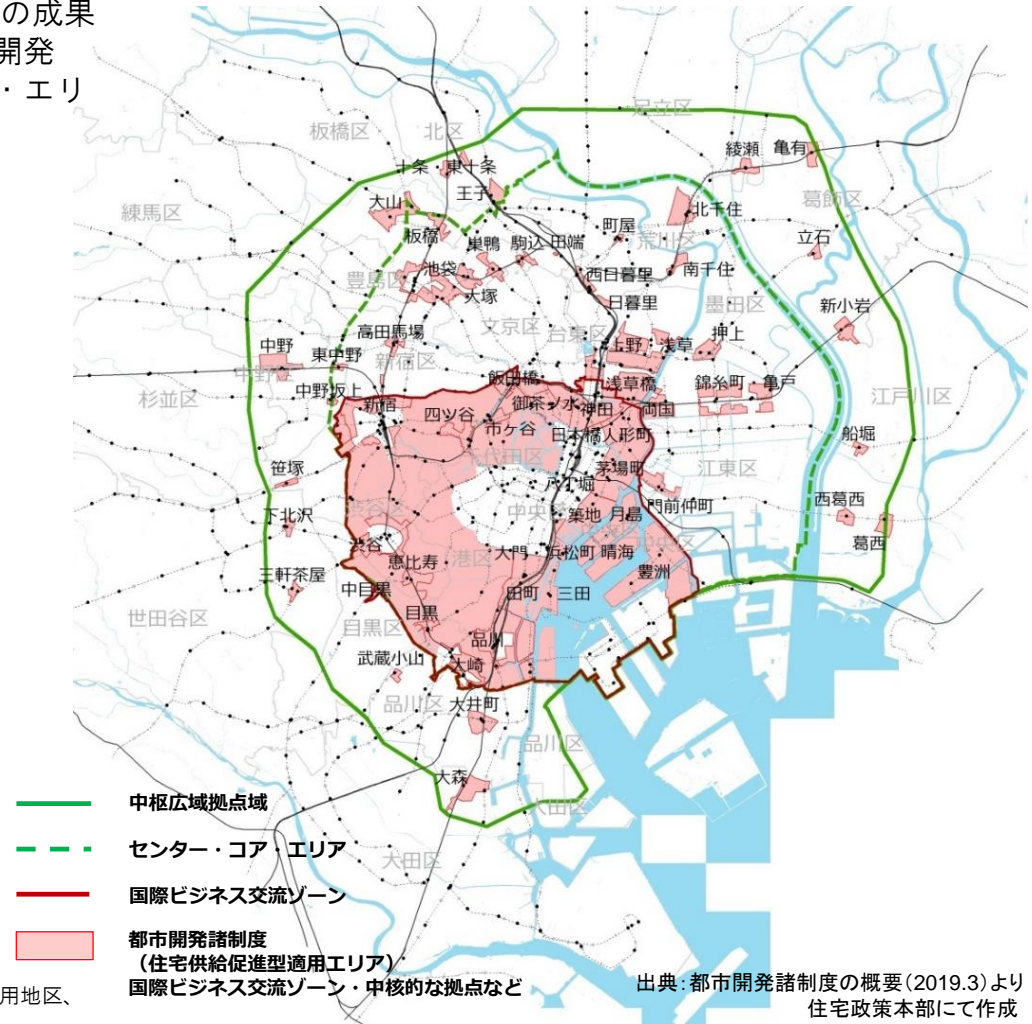 の成果
開発
・エリ
足立区
板橋区
北区
綾瀬
亀有
十条・東十条
王子
葛飾区
練馬区
大山
北千住
板橋
巣鴨
駒込
田端
町屋
荒川区
立石
池袋
西日暮里
南千住
豊島区
大塚
日暮里
墨田区
新小岩
文京区
台東区
高田馬場
上野
浅草
押上
中野
東中野
新宿区
中野区
飯田橋
浅草橋
錦糸町
亀戸
杉並区
中野坂上
新宿
四ツ谷
御茶ノ水
神田
両国
江戸川区
市ヶ谷
日本橋
人形町
船堀
千代田区
笹塚
茅場町
江東区
八丁堀
下北沢
渋谷区
中央区
築地
月島
門前仲町
西葛西
葛西
渋谷
恵比寿
港区
大門
浜松町
晴海
豊洲
三軒茶屋
中目黒
田町
三田
世田谷区
目黒
目黒区
品川
武蔵小山
大崎
品川区
大井町
品川区
大森
大田区
大田区
中枢広域拠点域
センター・コア・エリア
国際ビジネス交流ゾーン
都市開発諸制度
（住宅供給促進型適用エリア）
国際ビジネス交流ゾーン・中核的な拠点など
用地区、
出典：都市開発諸制度の概要（2019.3）より
住宅政策本部にて作成